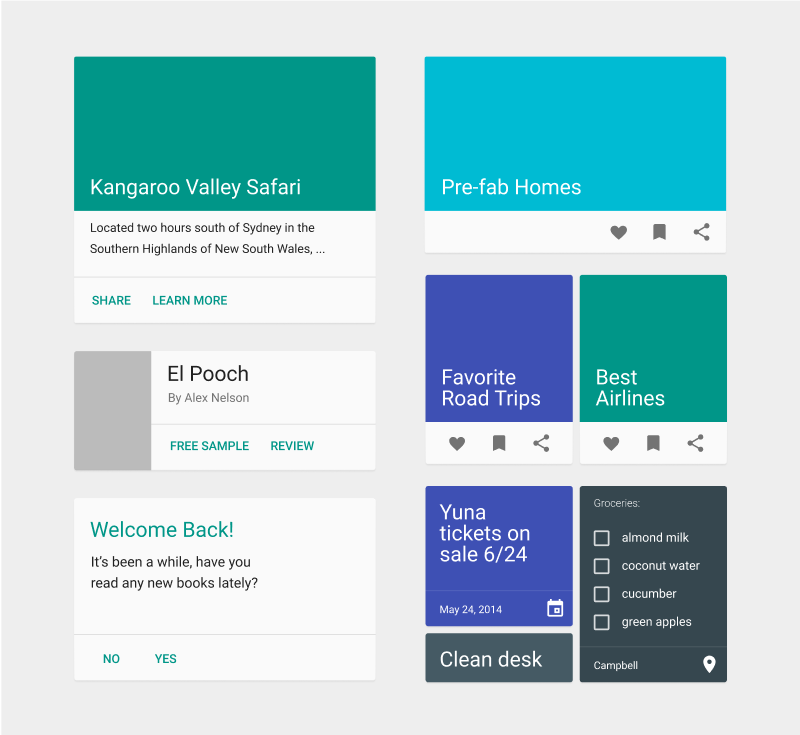 Kangaroo Valley Safari
Located two hours south of Sydney in the
Southern Highlands of New South Wales, ...
SHARE LEARN MORE
El Pooch
By Alex Nelson
FREE SAMPLE REVIEW
Welcome Back!
It’s been a while, have you
read any new books lately?
NO YES
Pre-fab Homes
Favorite
Road Trips
Best
Airlines
Yuna
tickets on
sale 6/24
May 24, 2014
Clean desk
Groceries:
almond milk
coconut water
cucumber
green apples
Campbell